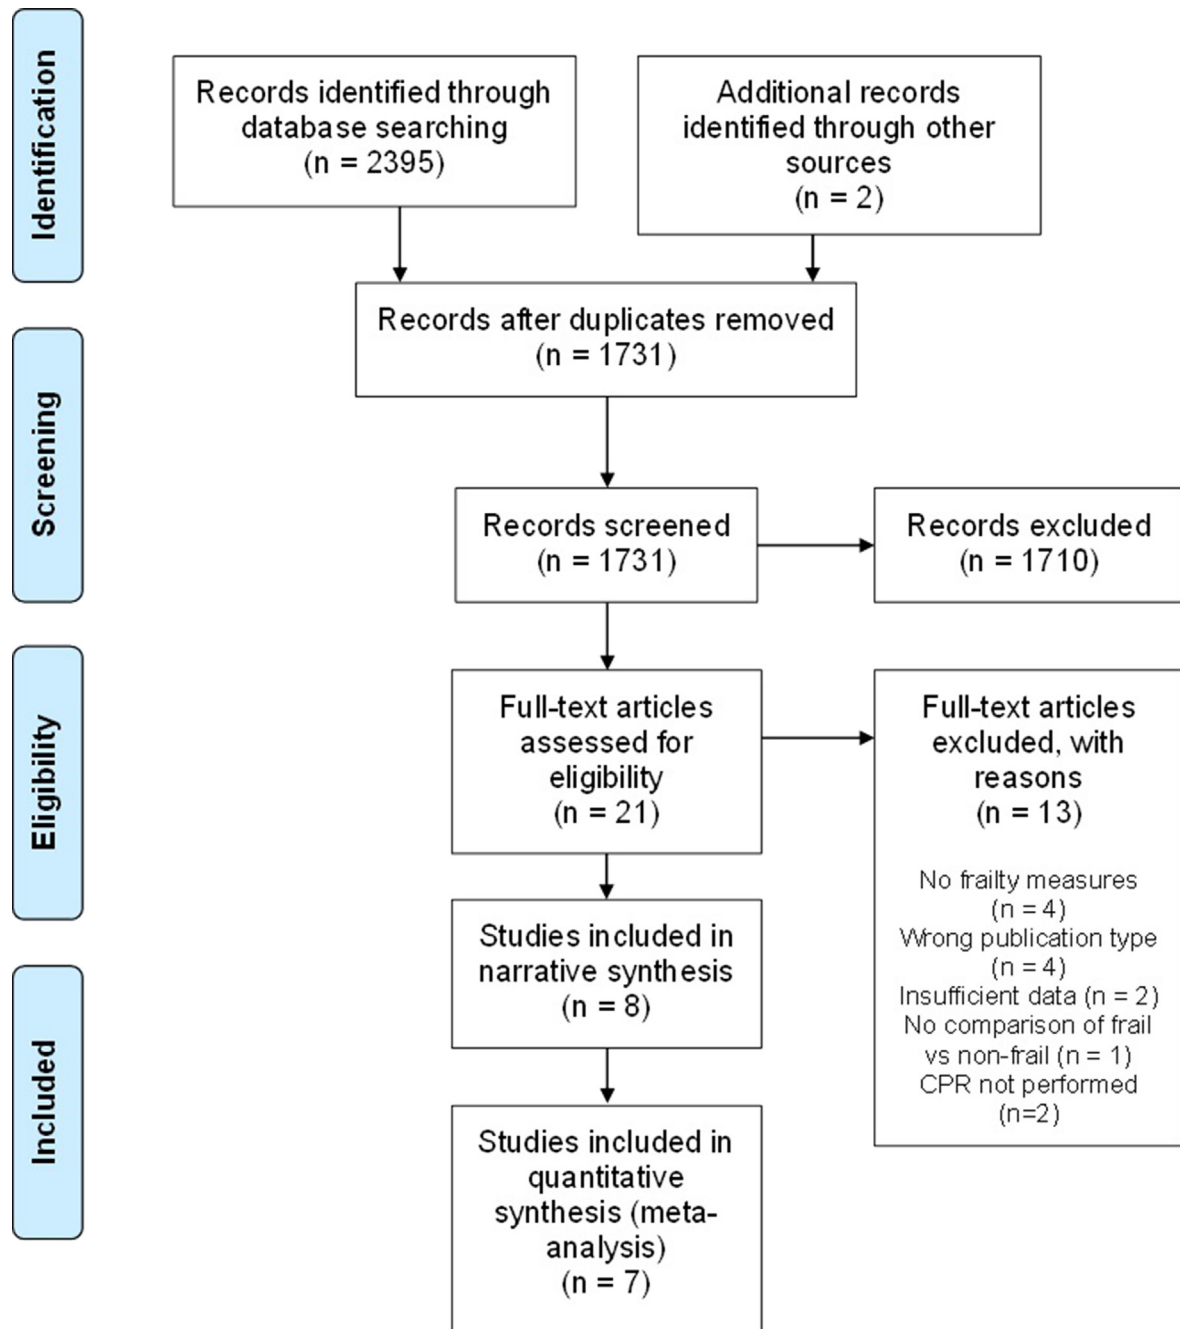 Identification
Records identified through
database searching
(n = 2395)
Additional records
identified through other
sources
(n = 2)
Records after duplicates removed
(n = 1731)
Screening
Records screened
(n = 1731)
Records excluded
(n = 1710)
Eligibility
Full-text articles
assessed for
eligibility
(n = 21)
Full-text articles
excluded, with
reasons
(n = 13)
No frailty measures
(n = 4)
Wrong publication type
(n = 4)
Insufficient data (n = 2)
No comparison of frail
vs non-frail (n = 1)
CPR not performed
(n=2)
Included
Studies included in
narrative synthesis
(n = 8)
Studies included in
quantitative
synthesis (meta-
analysis)
(n = 7)